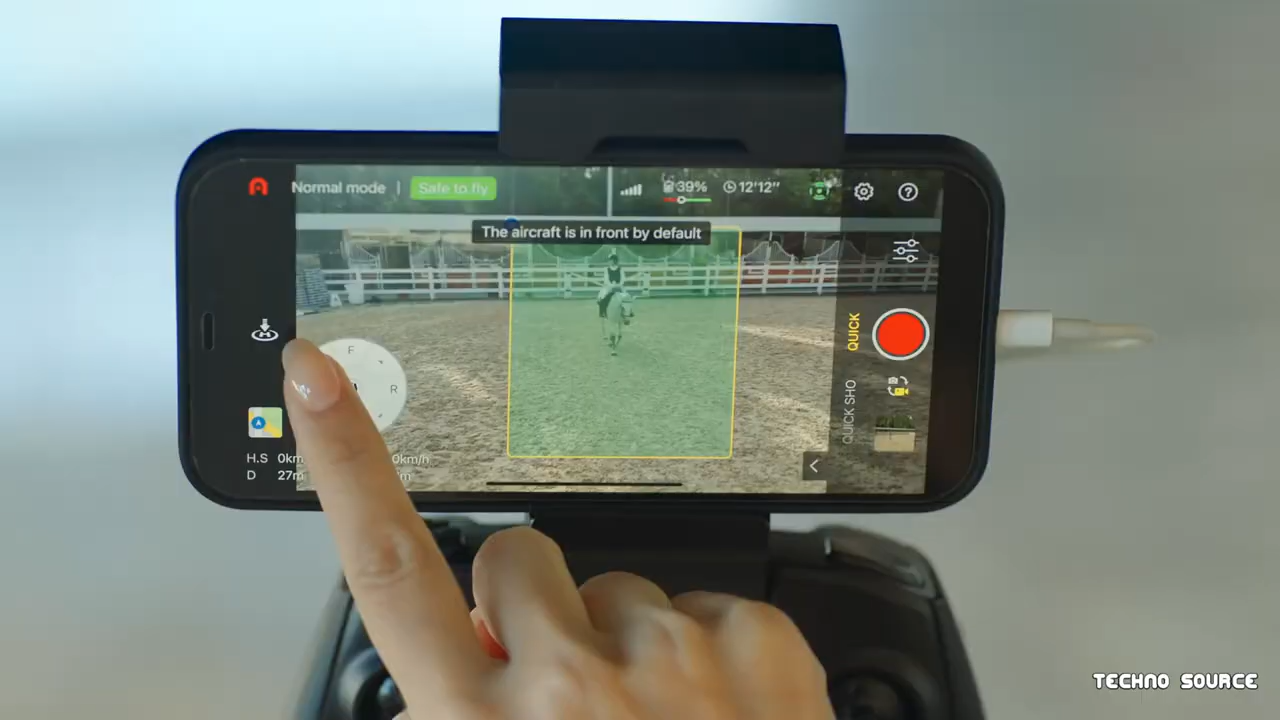 Normal mode | Safe to fly 39% 12'12"
The aircraft is in front by default
QUICK
QUICK SHO
F
R
H.S 0km
0km/h
D 27m
TECHNO SOURCE